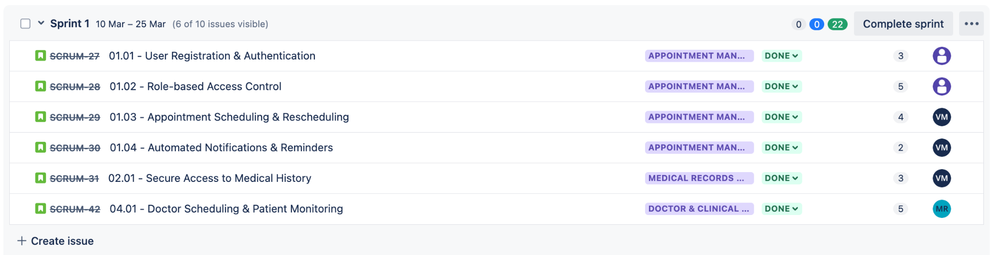 Sprint 1 10 Mar – 25 Mar (6 of 10 issues visible) 0 0 22 Complete sprint •••
SCRUM-27 01.01 - User Registration & Authentication APPOINTMENT MAN... DONE 3
SCRUM-28 01.02 - Role-based Access Control APPOINTMENT MAN... DONE 5
SCRUM-29 01.03 - Appointment Scheduling & Rescheduling APPOINTMENT MAN... DONE 4 VM
SCRUM-30 01.04 - Automated Notifications & Reminders APPOINTMENT MAN... DONE 2 VM
SCRUM-31 02.01 - Secure Access to Medical History MEDICAL RECORDS ... DONE 3 VM
SCRUM-42 04.01 - Doctor Scheduling & Patient Monitoring DOCTOR & CLINICAL ... DONE 5 MR
+ Create issue